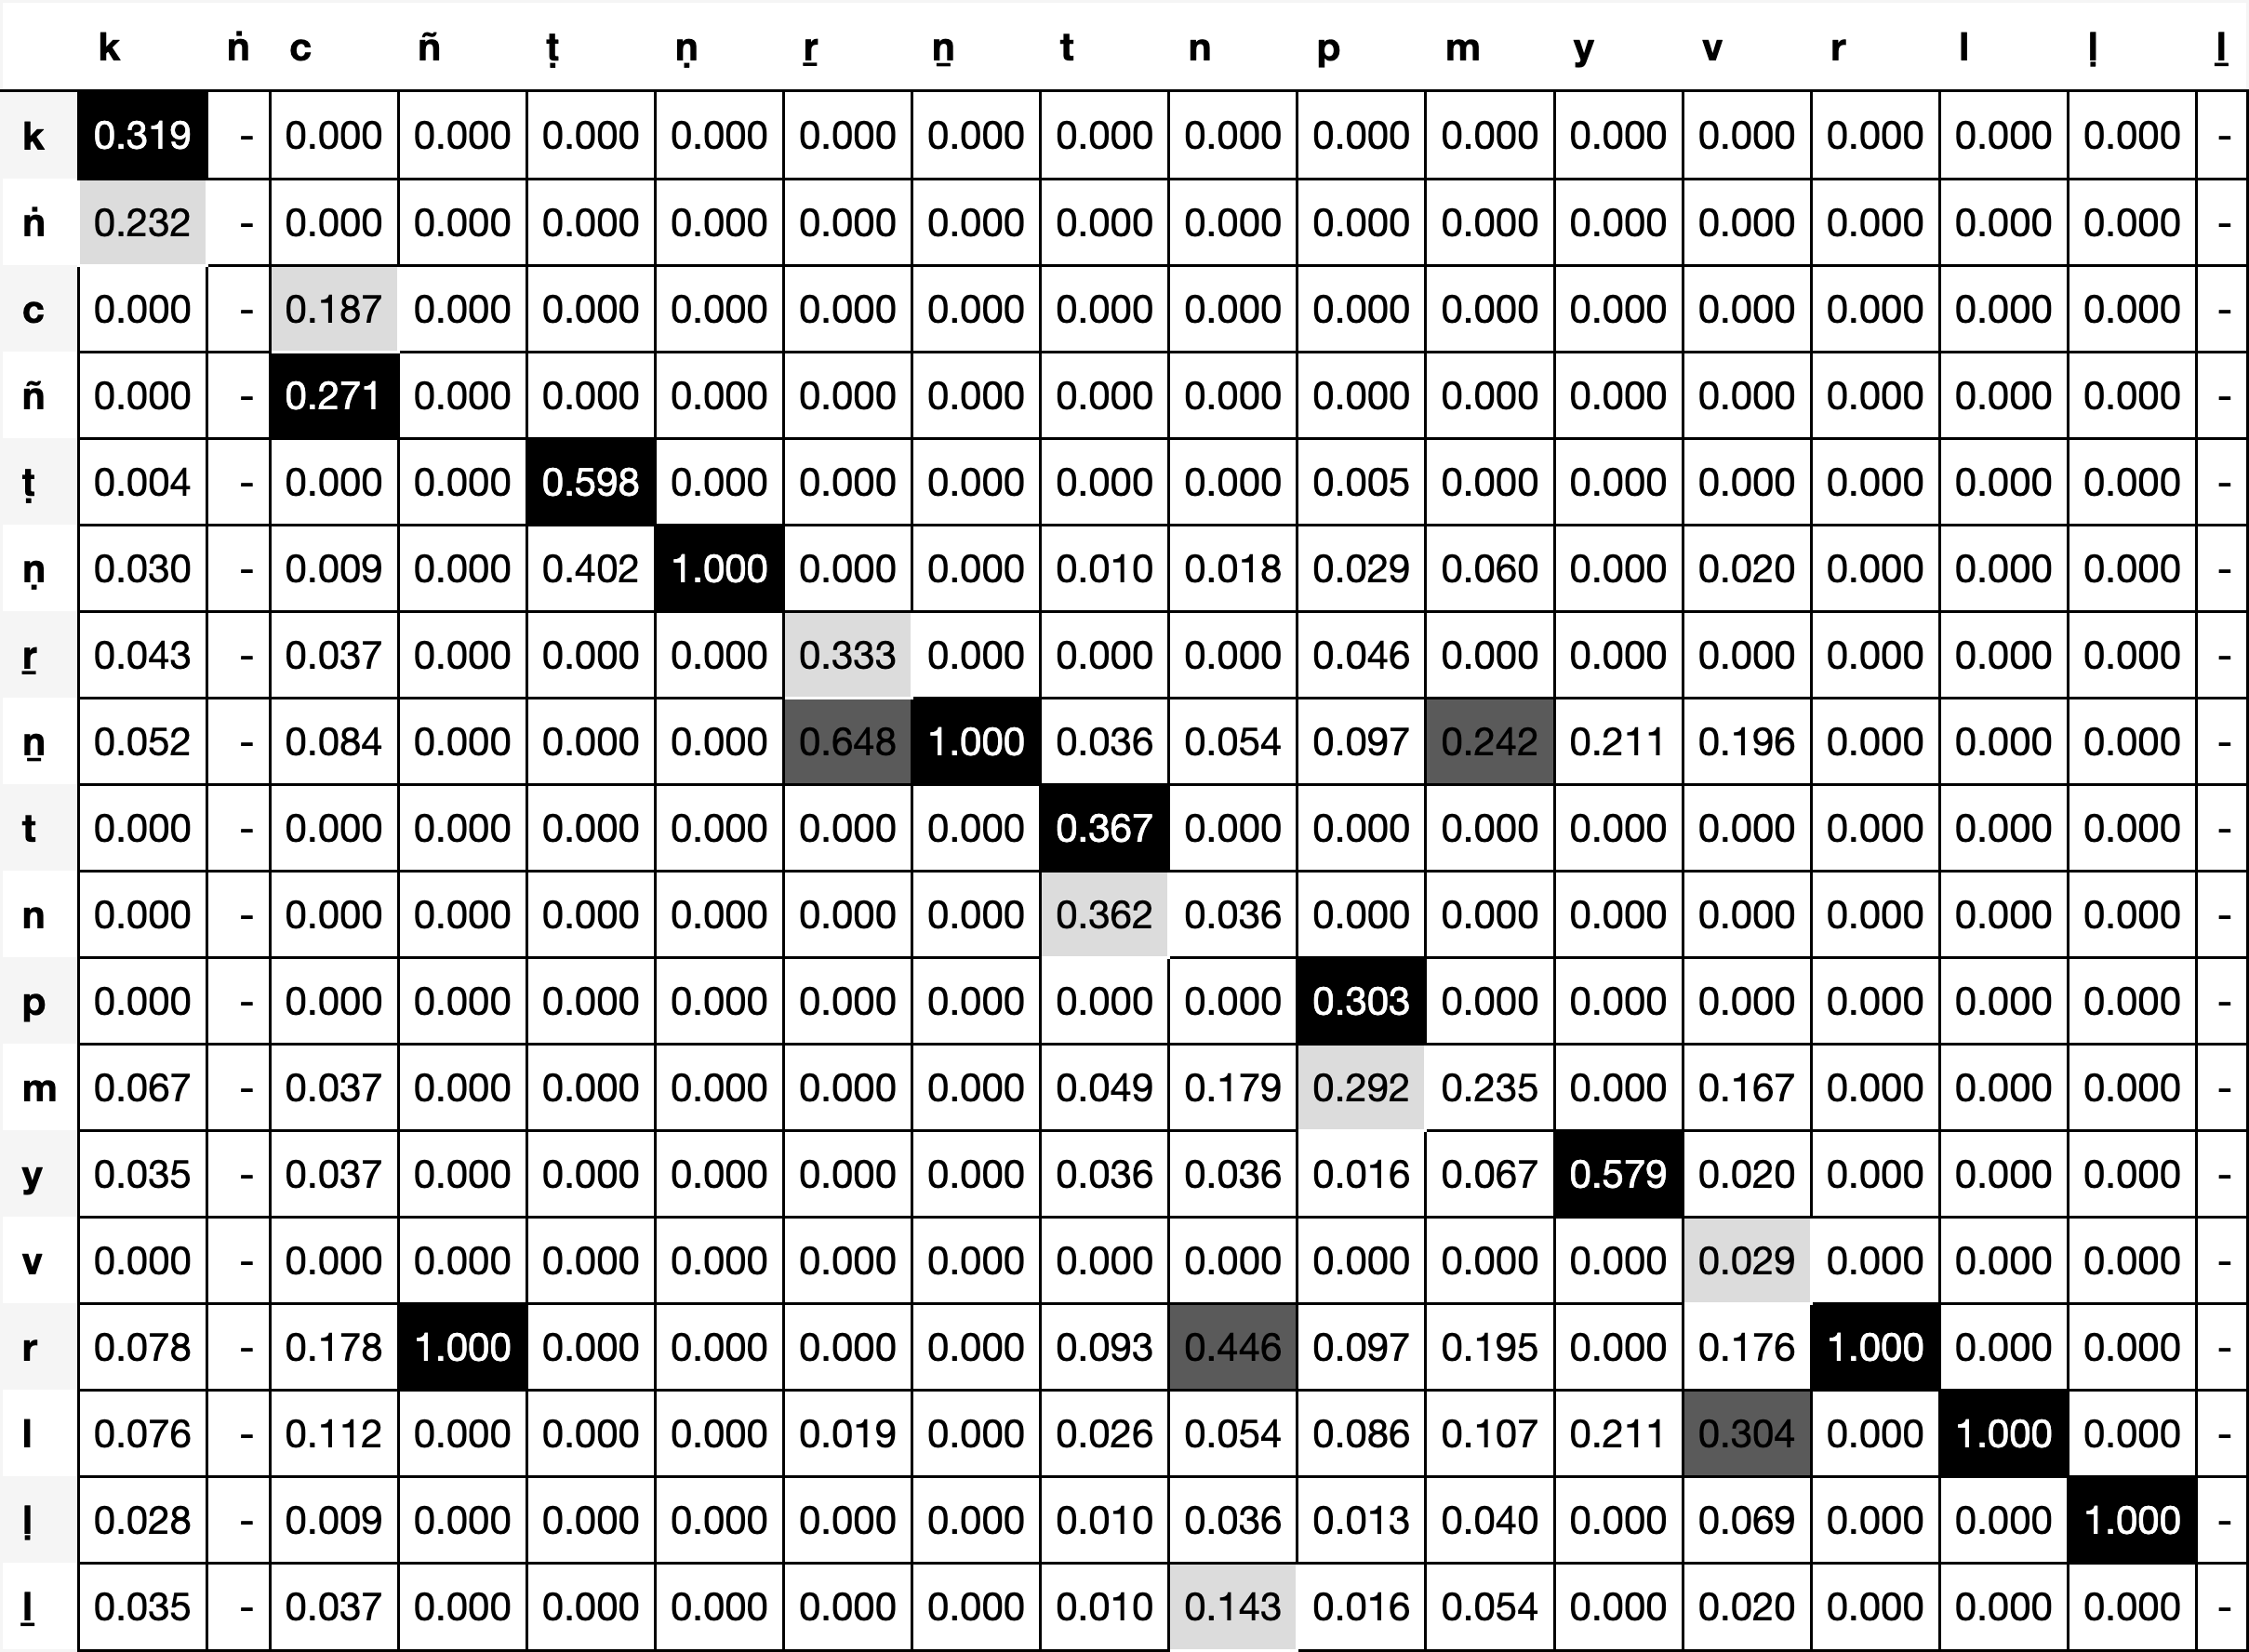 k ṅ c ñ ṭ ṇ ṟ ṉ t n p m y v r l ḷ ḻ
k 0.319 - 0.000 0.000 0.000 0.000 0.000 0.000 0.000 0.000 0.000 0.000 0.000 0.000 0.000 0.000 0.000 -
ṅ 0.232 - 0.000 0.000 0.000 0.000 0.000 0.000 0.000 0.000 0.000 0.000 0.000 0.000 0.000 0.000 0.000 -
c 0.000 - 0.187 0.000 0.000 0.000 0.000 0.000 0.000 0.000 0.000 0.000 0.000 0.000 0.000 0.000 0.000 -
ñ 0.000 - 0.271 0.000 0.000 0.000 0.000 0.000 0.000 0.000 0.000 0.000 0.000 0.000 0.000 0.000 0.000 -
ṭ 0.004 - 0.000 0.000 0.598 0.000 0.000 0.000 0.000 0.000 0.005 0.000 0.000 0.000 0.000 0.000 0.000 -
ṇ 0.030 - 0.009 0.000 0.402 1.000 0.000 0.000 0.010 0.018 0.029 0.060 0.000 0.020 0.000 0.000 0.000 -
ṟ 0.043 - 0.037 0.000 0.000 0.000 0.333 0.000 0.000 0.000 0.046 0.000 0.000 0.000 0.000 0.000 0.000 -
ṉ 0.052 - 0.084 0.000 0.000 0.000 0.648 1.000 0.036 0.054 0.097 0.242 0.211 0.196 0.000 0.000 0.000 -
t 0.000 - 0.000 0.000 0.000 0.000 0.000 0.000 0.367 0.000 0.000 0.000 0.000 0.000 0.000 0.000 0.000 -
n 0.000 - 0.000 0.000 0.000 0.000 0.000 0.000 0.362 0.036 0.000 0.000 0.000 0.000 0.000 0.000 0.000 -
p 0.000 - 0.000 0.000 0.000 0.000 0.000 0.000 0.000 0.000 0.303 0.000 0.000 0.000 0.000 0.000 0.000 -
m 0.067 - 0.037 0.000 0.000 0.000 0.000 0.000 0.049 0.179 0.292 0.235 0.000 0.167 0.000 0.000 0.000 -
y 0.035 - 0.037 0.000 0.000 0.000 0.000 0.000 0.036 0.036 0.016 0.067 0.579 0.020 0.000 0.000 0.000 -
v 0.000 - 0.000 0.000 0.000 0.000 0.000 0.000 0.000 0.000 0.000 0.000 0.000 0.029 0.000 0.000 0.000 -
r 0.078 - 0.178 1.000 0.000 0.000 0.000 0.000 0.093 0.446 0.097 0.195 0.000 0.176 1.000 0.000 0.000 -
l 0.076 - 0.112 0.000 0.000 0.000 0.019 0.000 0.026 0.054 0.086 0.107 0.211 0.304 0.000 1.000 0.000 -
ḷ 0.028 - 0.009 0.000 0.000 0.000 0.000 0.000 0.010 0.036 0.013 0.040 0.000 0.069 0.000 0.000 1.000 -
ḻ 0.035 - 0.037 0.000 0.000 0.000 0.000 0.000 0.010 0.143 0.016 0.054 0.000 0.020 0.000 0.000 0.000 -